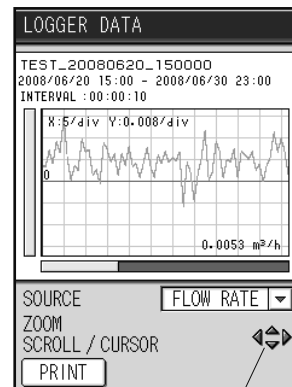 LOGGER DATA
TEST_20080620_150000
2008/06/20 15:00 - 2008/06/30 23:00
INTERVAL :00:00:10
X:5/div Y:0.008/div
0
0.0053 m³/h
SOURCE FLOW RATE
ZOOM
SCROLL / CURSOR
PRINT